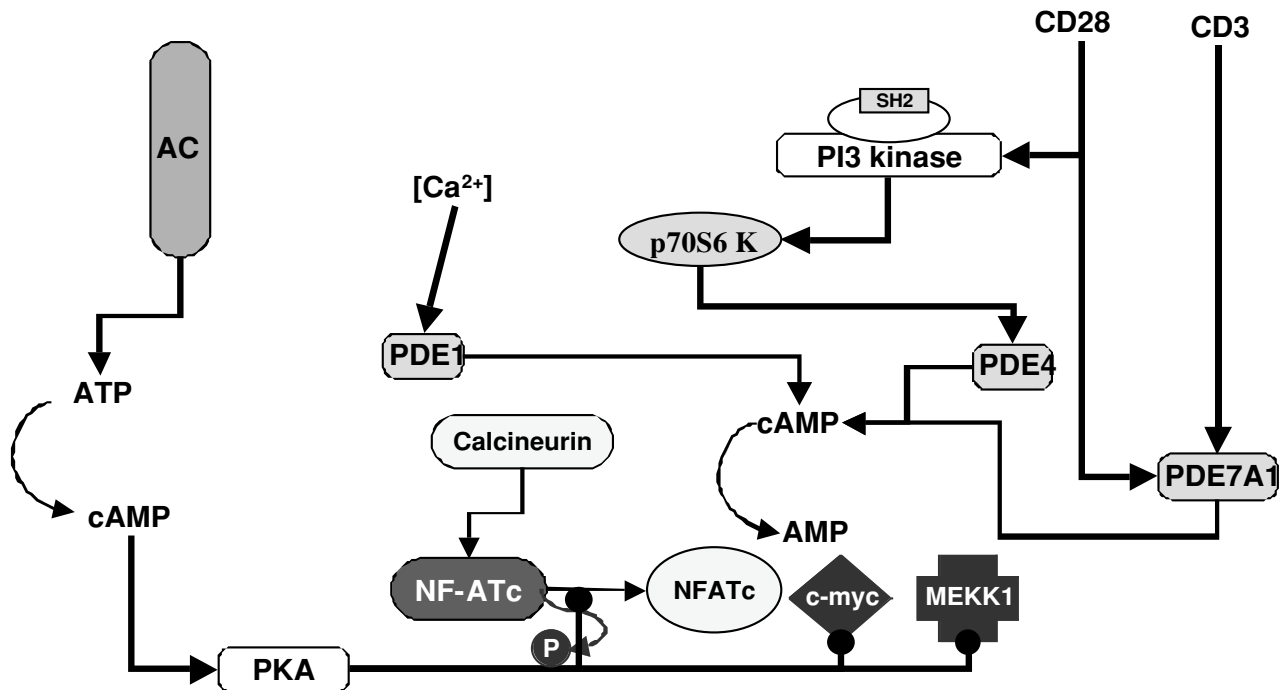 CD28
CD3
SH2
AC
PI3 kinase
[Ca²⁺]
p70S6 K
PDE1
PDE4
ATP
cAMP
Calcineurin
PDE7A1
cAMP
AMP
NF-ATc
NFATc
c-myc
MEKK1
P
PKA